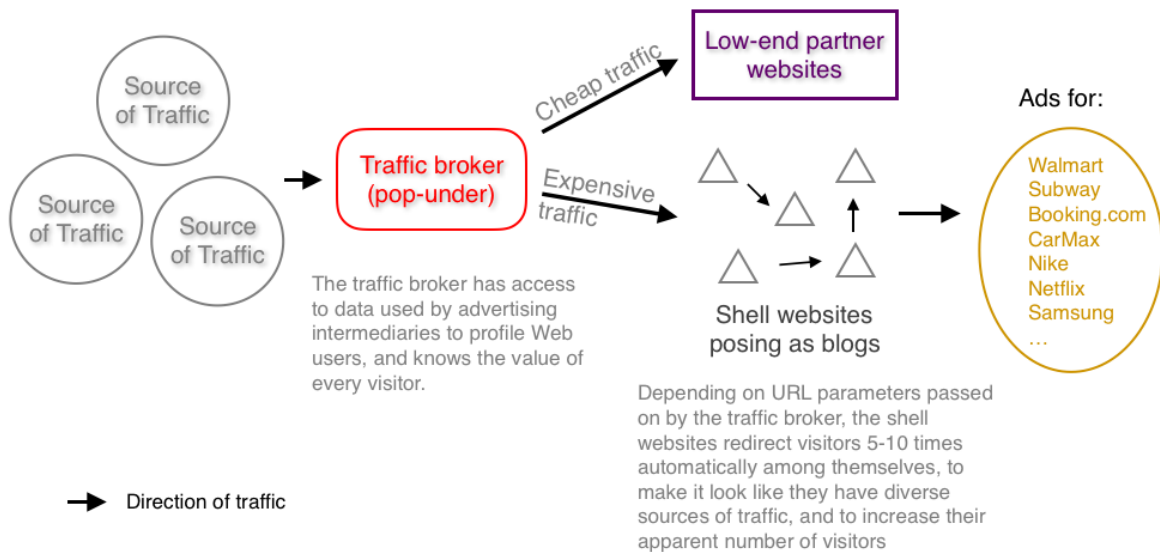 Source
of Traffic
Source
of Traffic
Source
of Traffic
Traffic broker
(pop-under)
The traffic broker has access
to data used by advertising
intermediaries to profile Web
users, and knows the value of
every visitor.
Cheap traffic
Expensive
traffic
Low-end partner
websites
Shell websites
posing as blogs
Depending on URL parameters passed
on by the traffic broker, the shell
websites redirect visitors 5-10 times
automatically among themselves, to
make it look like they have diverse
sources of traffic, and to increase their
apparent number of visitors
Ads for:
Walmart
Subway
Booking.com
CarMax
Nike
Netflix
Samsung
…
Direction of traffic